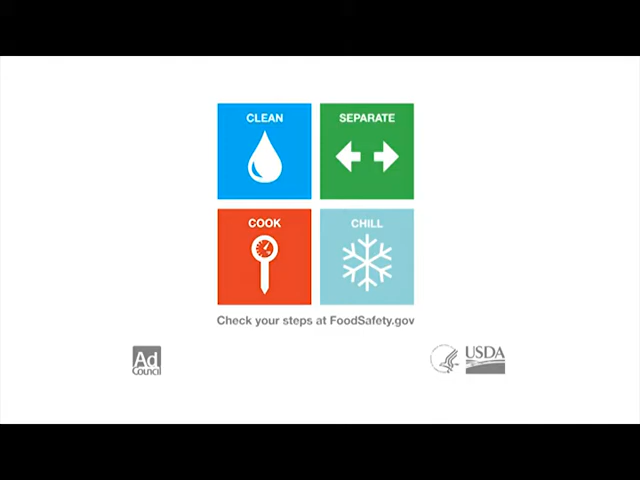 CLEAN
SEPARATE
COOK
CHILL
Check your steps at FoodSafety.gov
Ad
Council
USDA